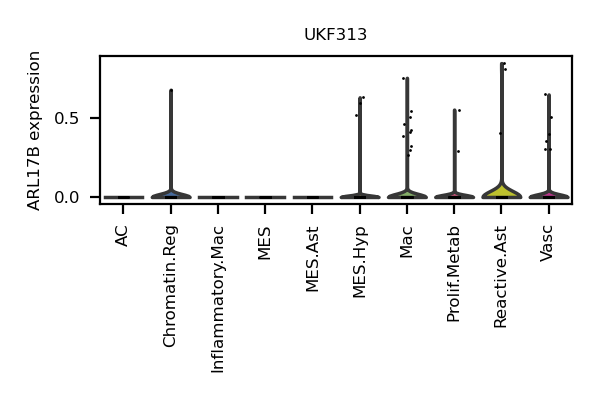 UKF313
ARL17B expression
0.5
0.0
AC
Chromatin.Reg
Inflammatory.Mac
MES
MES.Ast
MES.Hyp
Mac
Prolif.Metab
Reactive.Ast
Vasc